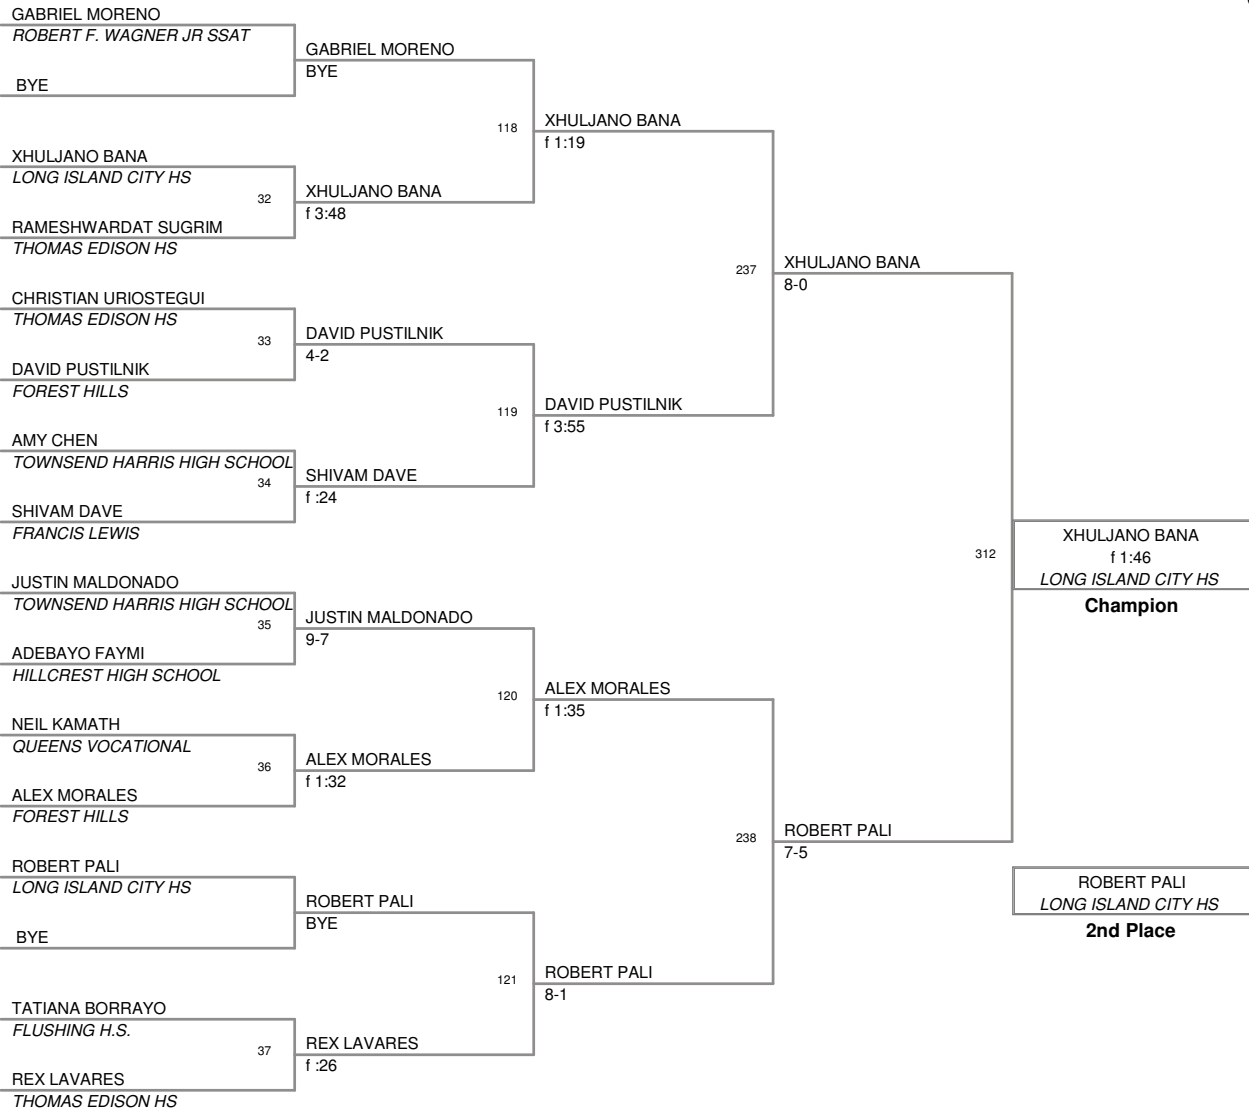 GABRIEL MORENO
ROBERT F. WAGNER JR SSAT
BYE
XHULJANO BANA
LONG ISLAND CITY HS
32
RAMESHWARDAT SUGRIM
THOMAS EDISON HS
CHRISTIAN URIOSTEGUI
THOMAS EDISON HS
33
DAVID PUSTILNIK
FOREST HILLS
AMY CHEN
TOWNSEND HARRIS HIGH SCHOOL
34
SHIVAM DAVE
FRANCIS LEWIS
JUSTIN MALDONADO
TOWNSEND HARRIS HIGH SCHOOL
35
ADEBAYO FAYMI
HILLCREST HIGH SCHOOL
NEIL KAMATH
QUEENS VOCATIONAL
36
ALEX MORALES
FOREST HILLS
ROBERT PALI
LONG ISLAND CITY HS
BYE
TATIANA BORRAYO
FLUSHING H.S.
37
REX LAVARES
THOMAS EDISON HS
GABRIEL MORENO
BYE
118
XHULJANO BANA
f 3:48
DAVID PUSTILNIK
4-2
119
SHIVAM DAVE
f :24
JUSTIN MALDONADO
9-7
120
ALEX MORALES
f 1:32
ROBERT PALI
BYE
121
REX LAVARES
f :26
XHULJANO BANA
f 1:19
237
DAVID PUSTILNIK
f 3:55
ALEX MORALES
f 1:35
238
ROBERT PALI
8-1
XHULJANO BANA
8-0
312
ROBERT PALI
7-5
XHULJANO BANA
f 1:46
LONG ISLAND CITY HS
Champion
ROBERT PALI
LONG ISLAND CITY HS
2nd Place